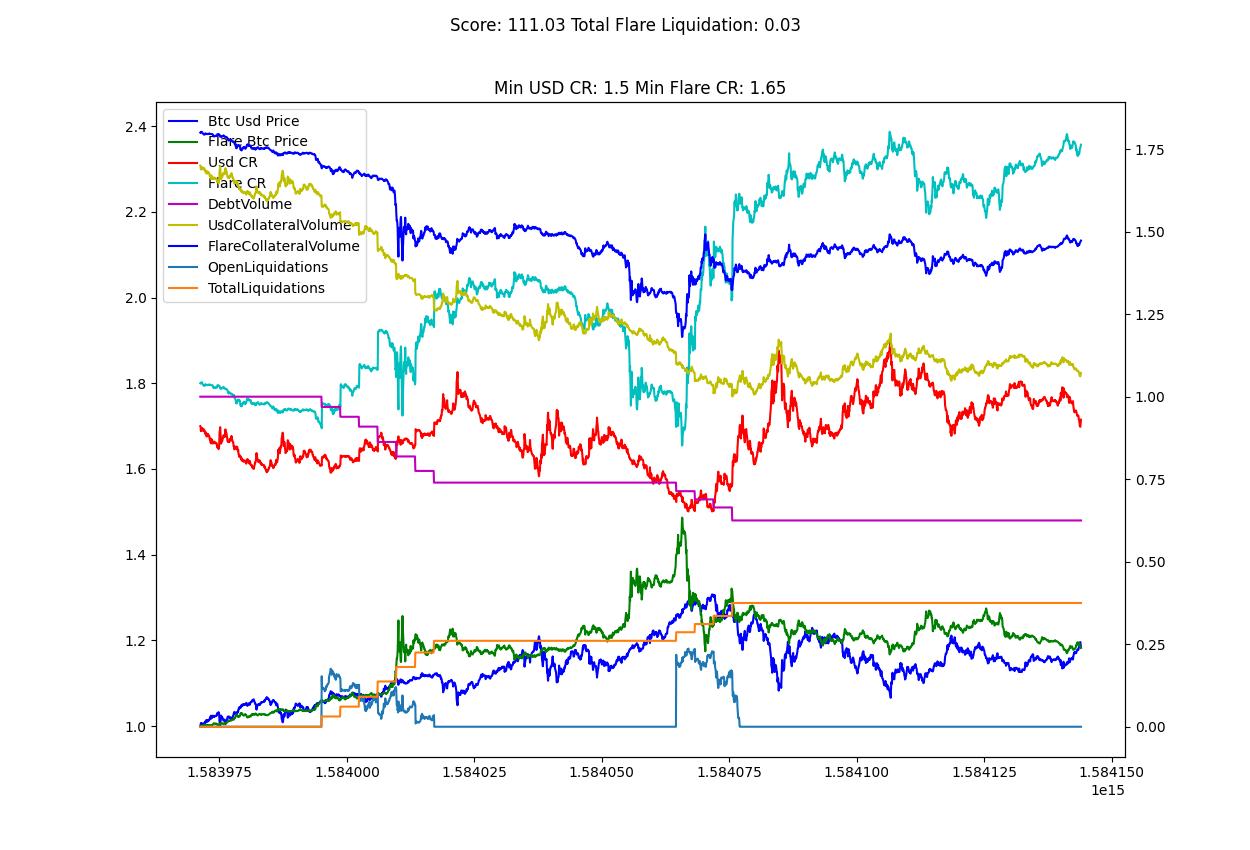 Score: 111.03 Total Flare Liquidation: 0.03
Min USD CR: 1.5 Min Flare CR: 1.65
Btc Usd Price
Flare Btc Price
Usd CR
Flare CR
DebtVolume
UsdCollateralVolume
FlareCollateralVolume
OpenLiquidations
TotalLiquidations
2.4
2.2
2.0
1.8
1.6
1.4
1.2
1.0
1.75
1.50
1.25
1.00
0.75
0.50
0.25
0.00
1.583975 1.584000 1.584025 1.584050 1.584075 1.584100 1.584125 1.584150
1e15